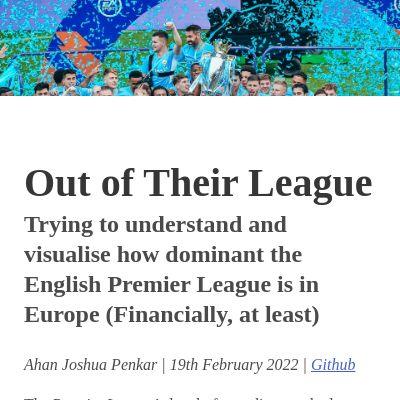 Out of Their League
Trying to understand and
visualise how dominant the
English Premier League is in
Europe (Financially, at least)
Ahan Joshua Penkar | 19th February 2022 | Github